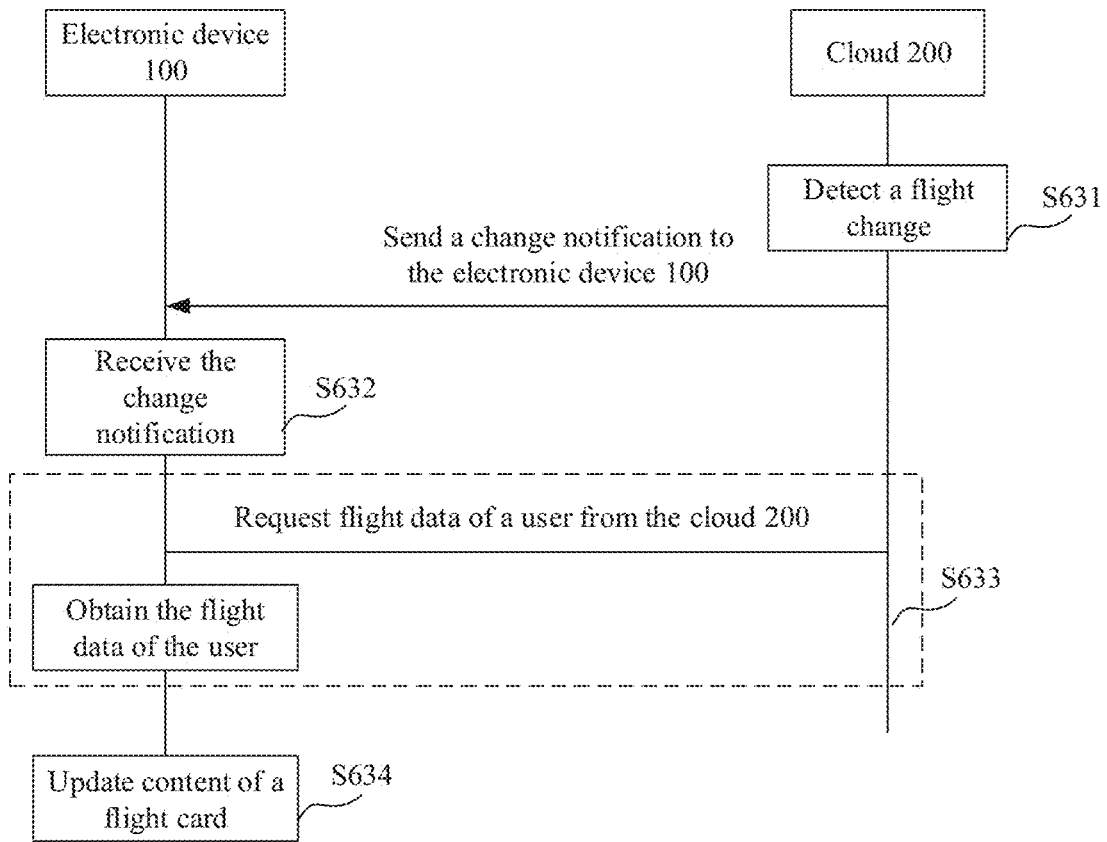 Electronic device
100
Cloud 200
Detect a flight
change
S631
Send a change notification to
the electronic device 100
Receive the
change
notification
S632
Request flight data of a user from the cloud 200
S633
Obtain the flight
data of the user
Update content of a
flight card
S634